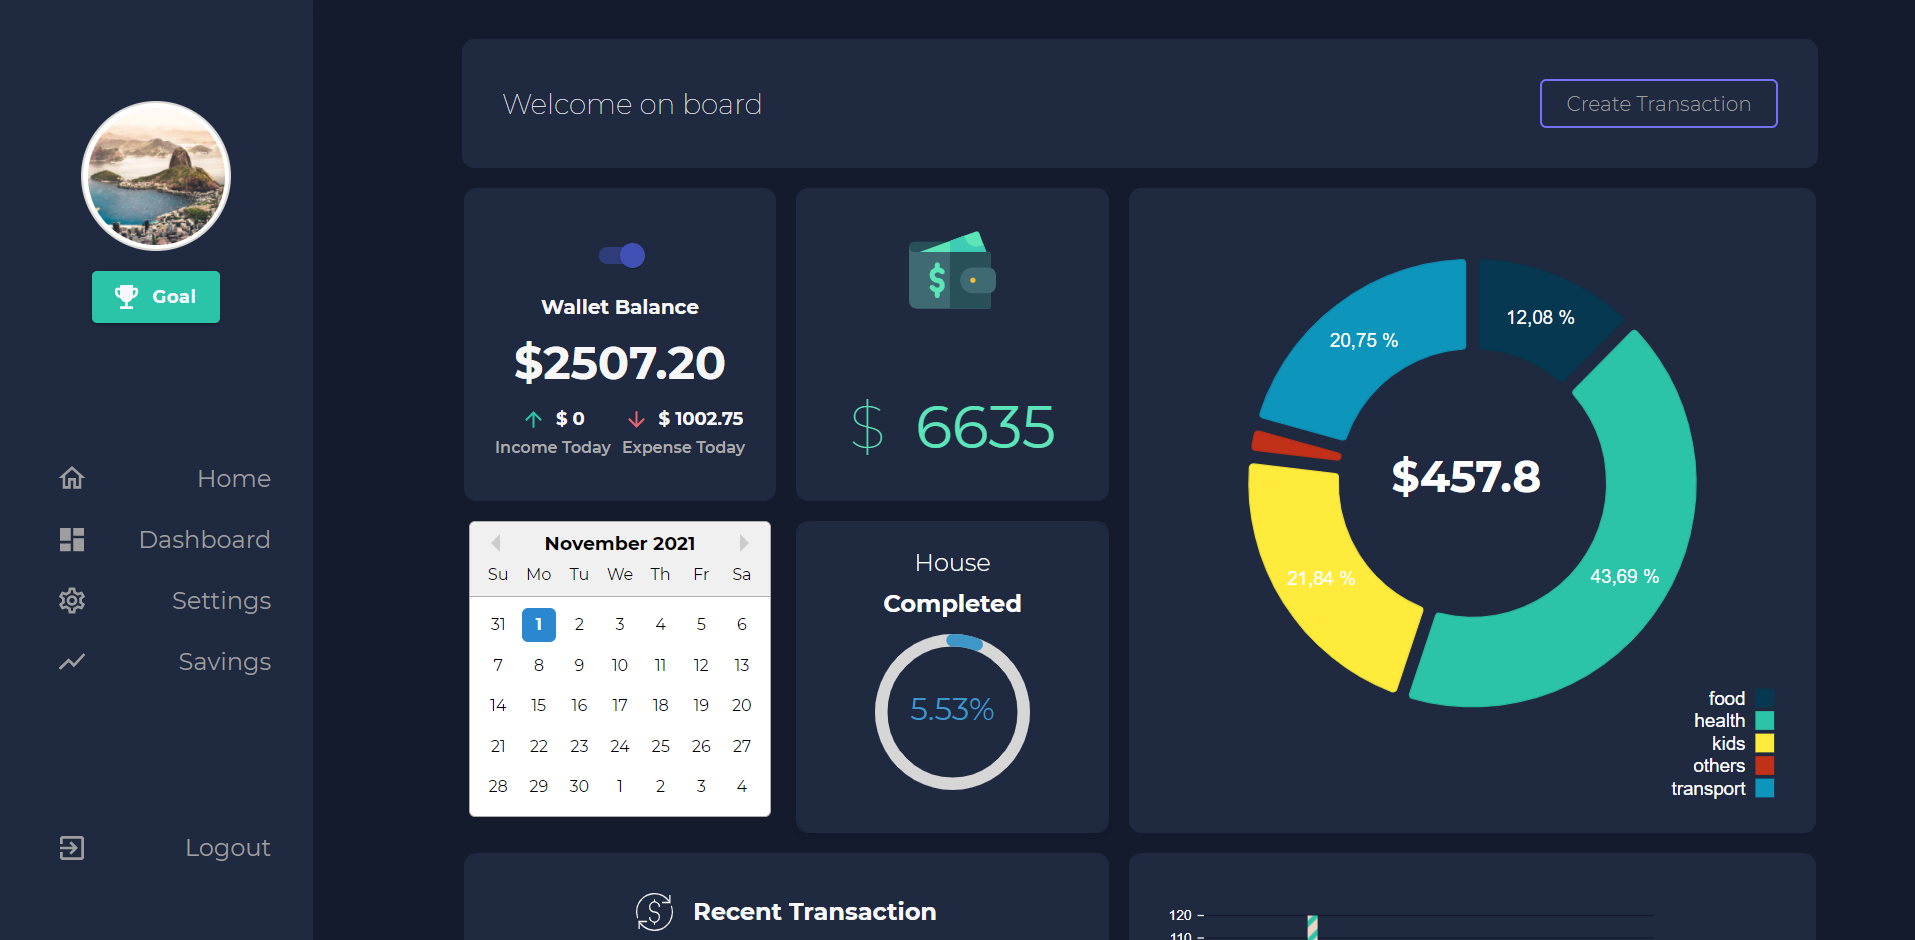 Goal
Home
Dashboard
Settings
Savings
Logout
Welcome on board
Create Transaction
Wallet Balance
$2507.20
$ 0
Income Today
$ 1002.75
Expense Today
$
$ 6635
November 2021
Su Mo Tu We Th Fr Sa
31 1 2 3 4 5 6
7 8 9 10 11 12 13
14 15 16 17 18 19 20
21 22 23 24 25 26 27
28 29 30 1 2 3 4
House
Completed
5.53%
20,75 %
12,08 %
$457.8
21,84 %
43,69 %
food
health
kids
others
transport
$
Recent Transaction
120
110